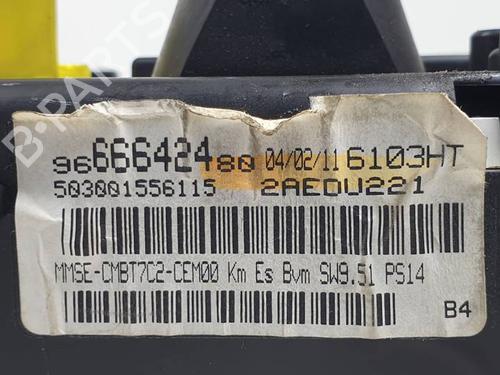 B-PARTS
9666642480 04/02/11 6103HT
503001556115 2AEDU221
MMSE-CMBT7C2-CEM00 Km Es Bvm SW9.51 PS14
B4